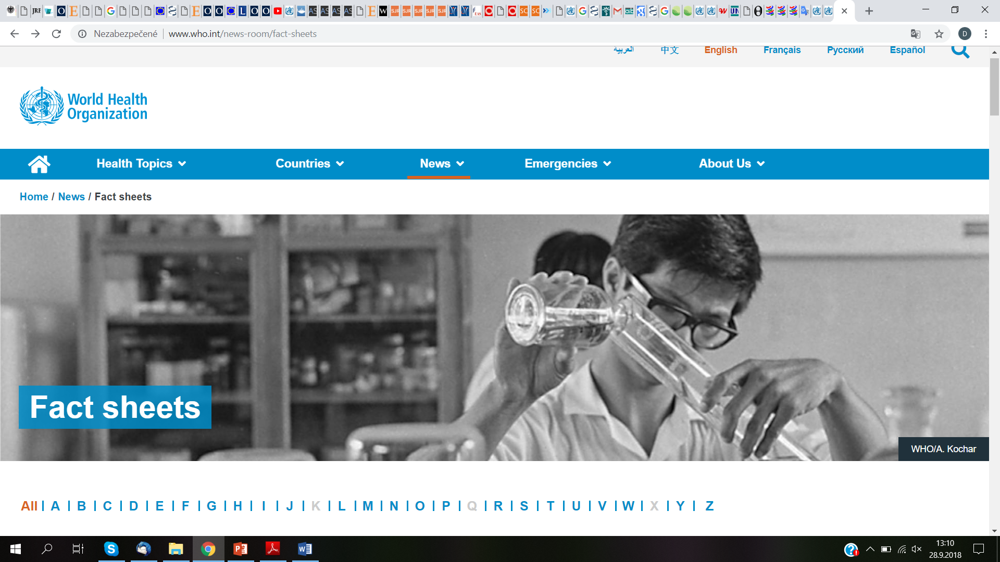 Nezabezpečené
www.who.int/news-room/fact-sheets
D
العربية 中文 English Français Русский Español
World Health
Organization
Health Topics Countries News Emergencies About Us
Home / News / Fact sheets
Fact sheets
WHO/A. Kochar
All | A | B | C | D | E | F | G | H | I | J | K | L | M | N | O | P | Q | R | S | T | U | V | W | X | Y | Z
13:10
28.9.2018